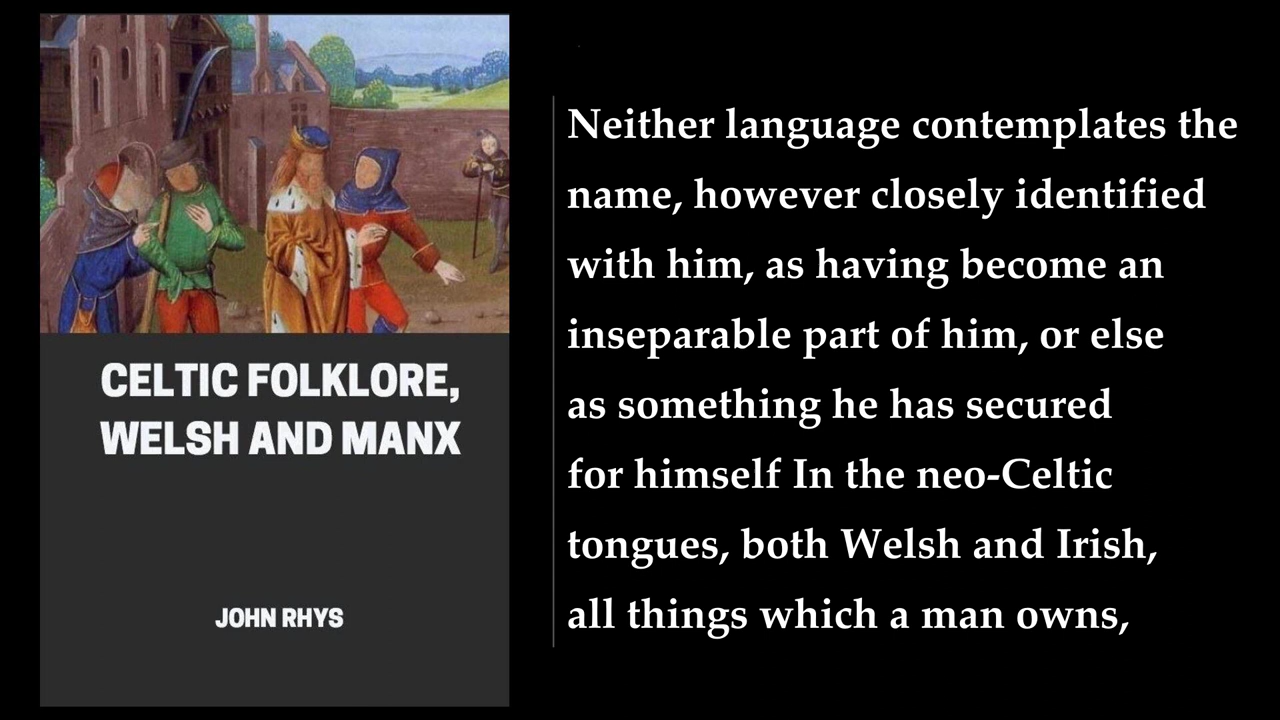 CELTIC FOLKLORE,
WELSH AND MANX
JOHN RHYS
Neither language contemplates the
name, however closely identified
with him, as having become an
inseparable part of him, or else
as something he has secured
for himself In the neo-Celtic
tongues, both Welsh and Irish,
all things which a man owns,